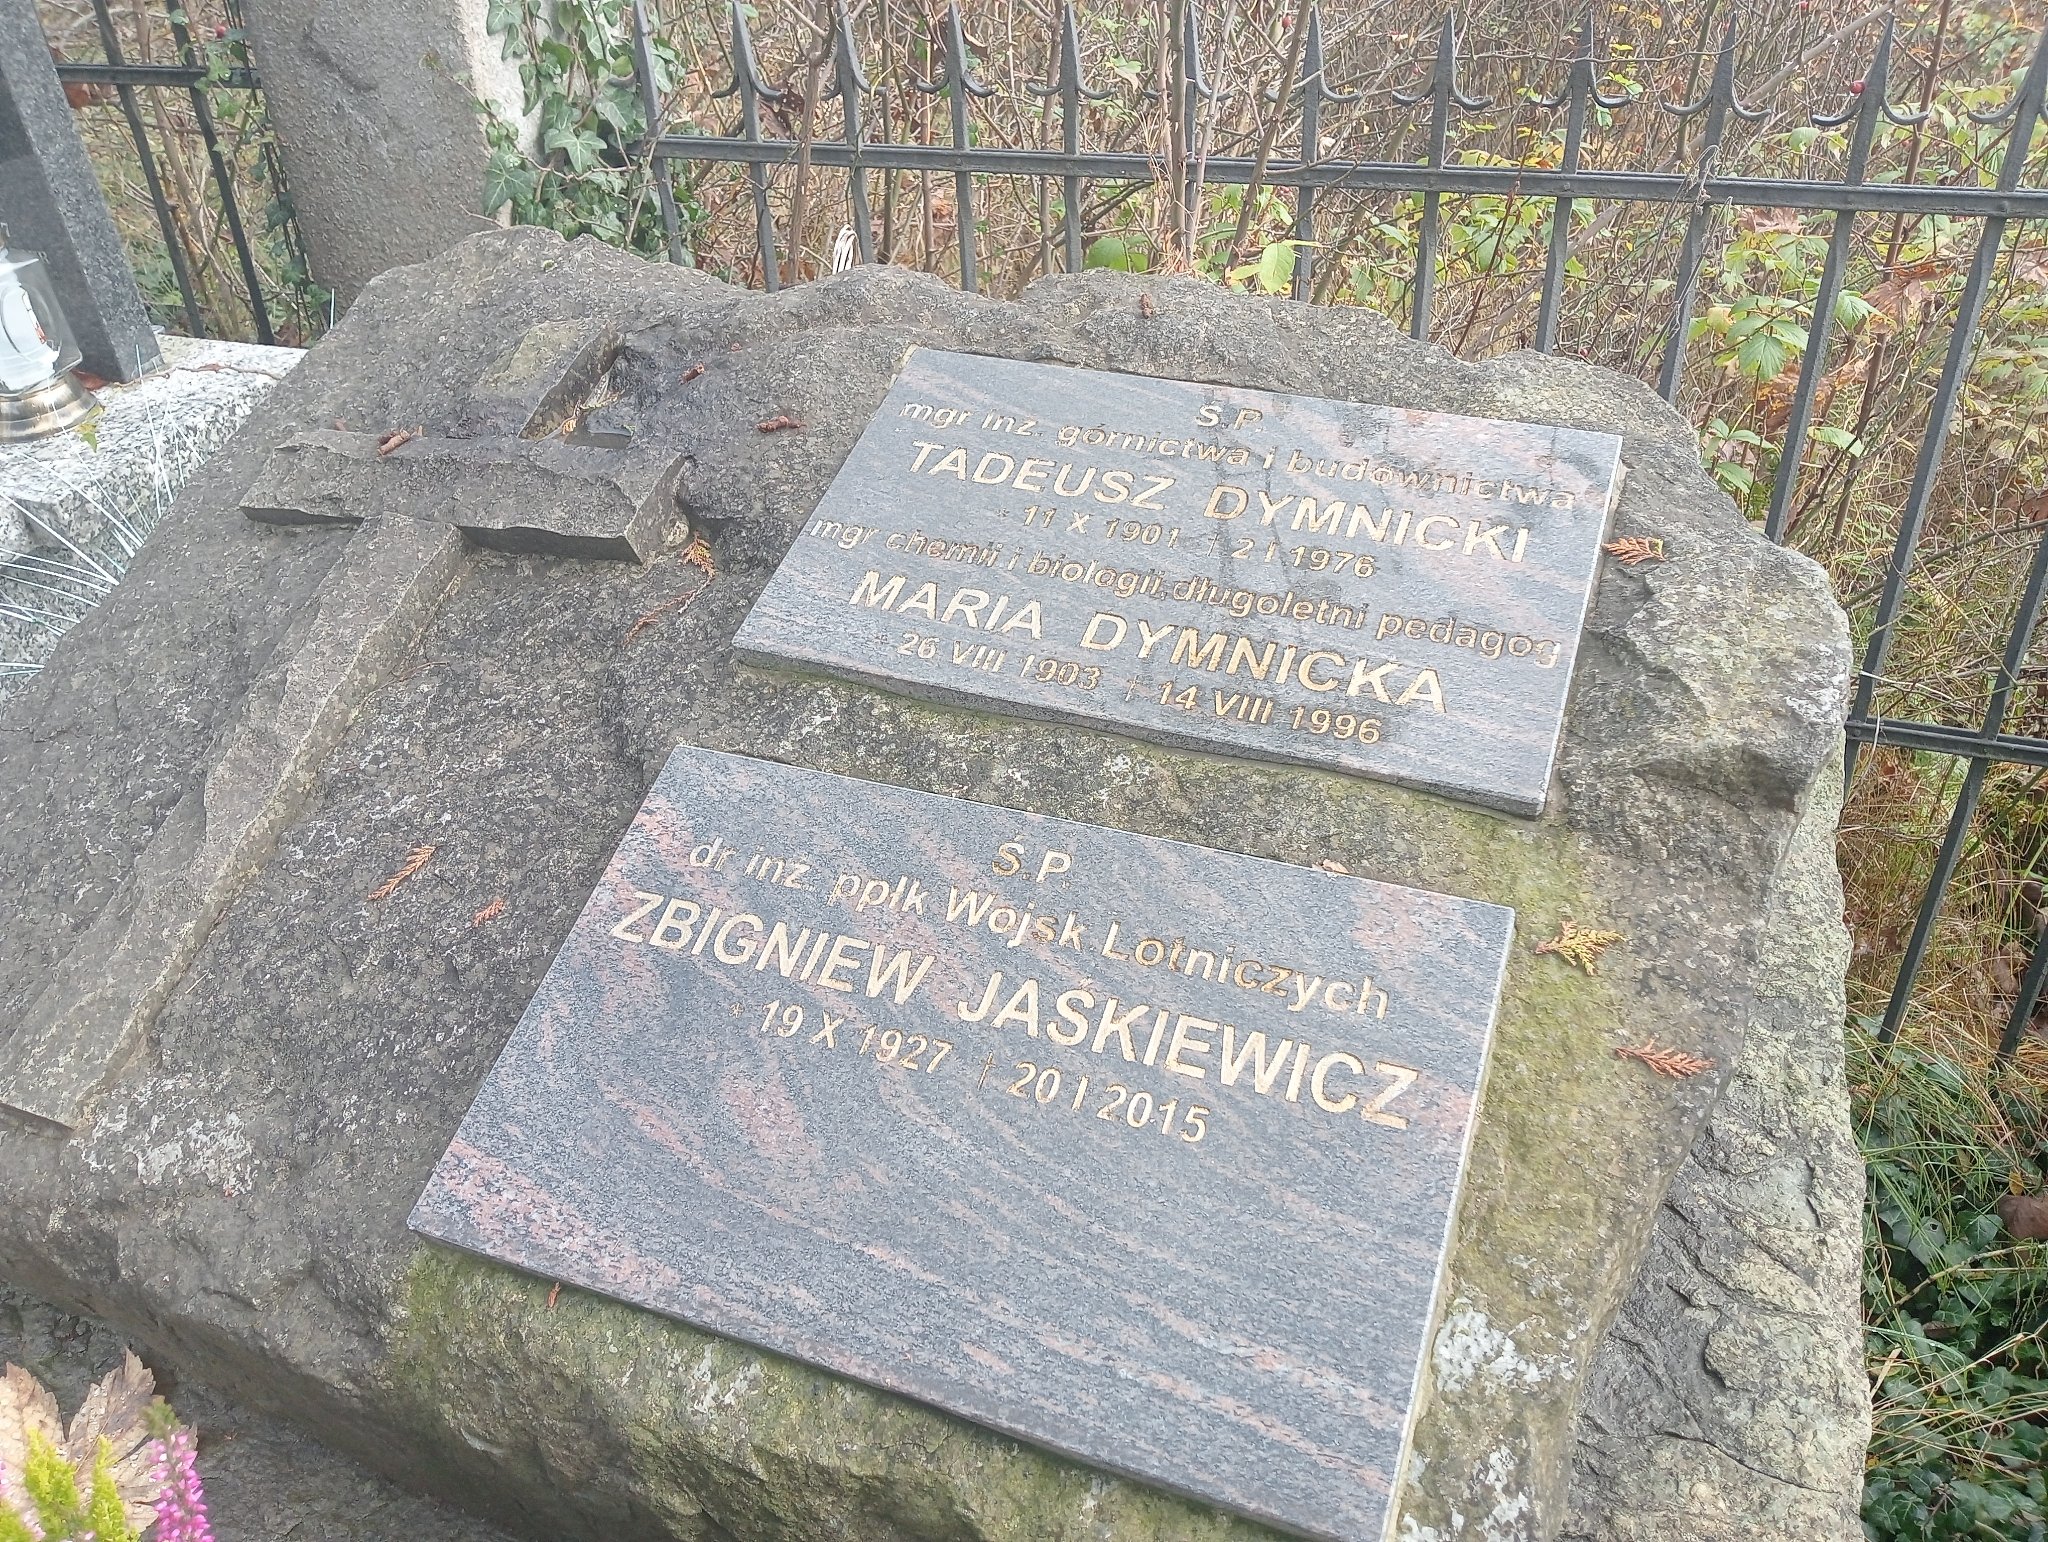 Ś.P.
mgr inż. górnictwa i budownictwa
TADEUSZ DYMNICKI
* 11 X 1901 † 2 I 1976
mgr chemii i biologii, długoletni pedagog
MARIA DYMNICKA
* 26 VIII 1903 † 14 VIII 1996
Ś.P.
dr inż. ppłk Wojsk Lotniczych
ZBIGNIEW JAŚKIEWICZ
* 19 X 1927 † 20 I 2015